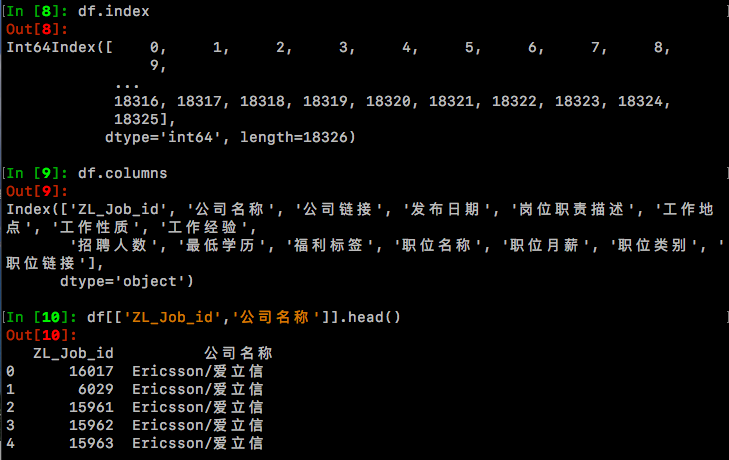 In [8]: df.index
Out[8]:
Int64Index([    0,     1,     2,     3,     4,     5,     6,     7,     8,
                9,
            ...
            18316, 18317, 18318, 18319, 18320, 18321, 18322, 18323, 18324,
            18325],
           dtype='int64', length=18326)
In [9]: df.columns
Out[9]:
Index(['ZL_Job_id', '公司名称', '公司链接', '发布日期', '岗位职责描述', '工作地
点', '工作性质', '工作经验',
       '招聘人数', '最低学历', '福利标签', '职位名称', '职位月薪', '职位类别', '
职位链接'],
      dtype='object')
In [10]: df[['ZL_Job_id','公司名称']].head()
Out[10]:
   ZL_Job_id          公司名称
0      16017  Ericsson/爱立信
1       6029  Ericsson/爱立信
2      15961  Ericsson/爱立信
3      15962  Ericsson/爱立信
4      15963  Ericsson/爱立信